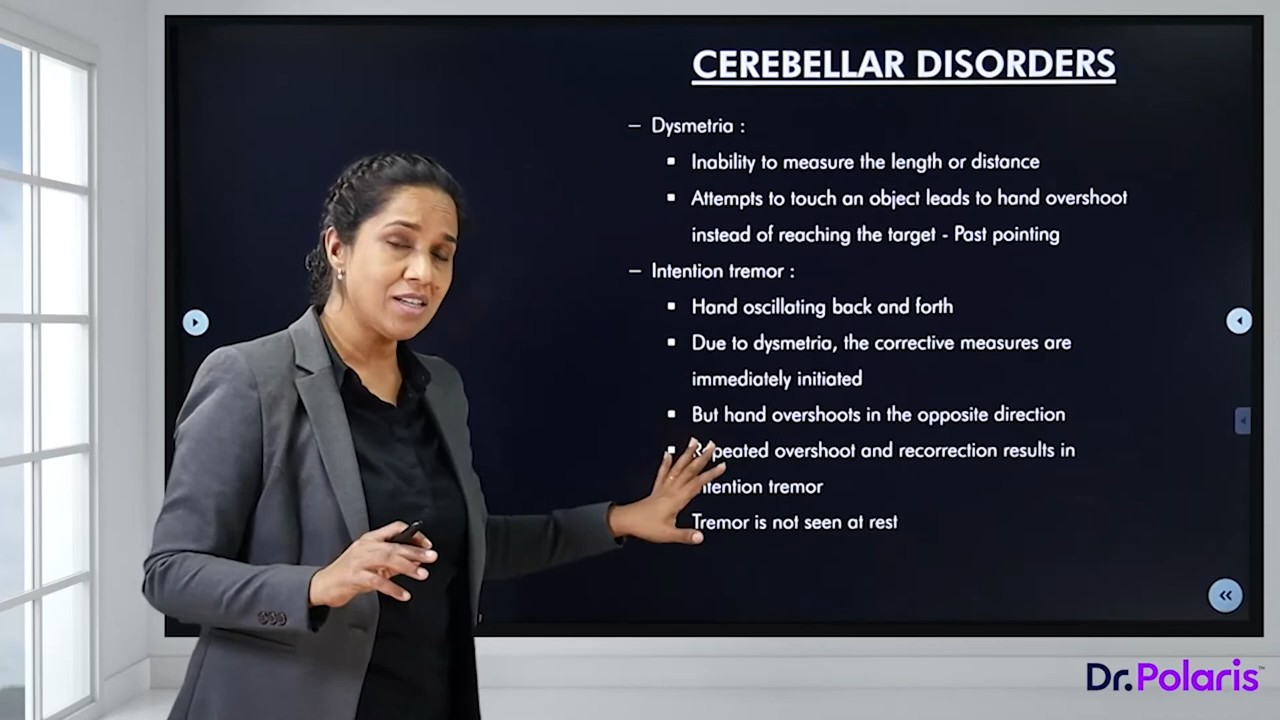 CEREBELLAR DISORDERS
– Dysmetria :
▪ Inability to measure the length or distance
▪ Attempts to touch an object leads to hand overshoot
instead of reaching the target - Past pointing
– Intention tremor :
▪ Hand oscillating back and forth
▪ Due to dysmetria, the corrective measures are
immediately initiated
▪ But hand overshoots in the opposite direction
▪ Repeated overshoot and recorrection results in
intention tremor
Tremor is not seen at rest
Dr.Polaris™